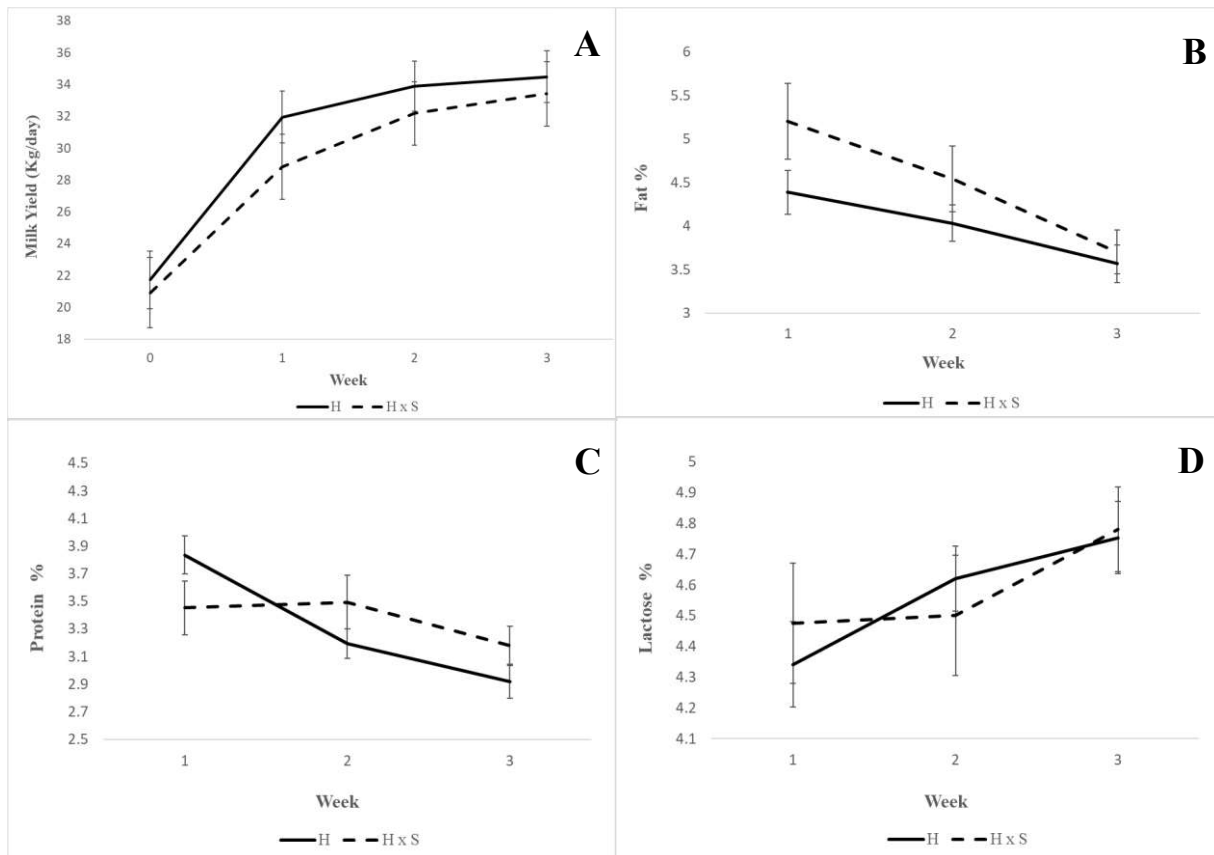 A
Milk Yield (Kg/day)
38
36
34
32
30
28
26
24
22
20
18
0 1 2 3
Week
H H x S
B
Fat %
6
5.5
5
4.5
4
3.5
3
1 2 3
Week
H H x S
C
Protein %
4.5
4.3
4.1
3.9
3.7
3.5
3.3
3.1
2.9
2.7
2.5
1 2 3
Week
H H x S
D
Lactose %
5
4.9
4.8
4.7
4.6
4.5
4.4
4.3
4.2
4.1
1 2 3
Week
H H x S